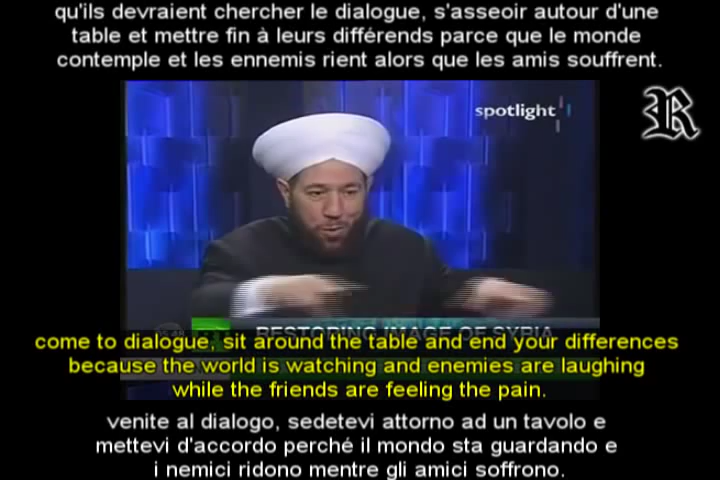 qu'ils devraient chercher le dialogue, s'asseoir autour d'une
table et mettre fin à leurs différends parce que le monde
contemple et les ennemis rient alors que les amis souffrent.
spotlight
R
RESTORING IMAGE OF SYRIA
come to dialogue, sit around the table and end your differences
because the world is watching and enemies are laughing
while the friends are feeling the pain.
venite al dialogo, sedetevi attorno ad un tavolo e
mettevi d'accordo perché il mondo sta guardando e
i nemici ridono mentre gli amici soffrono.